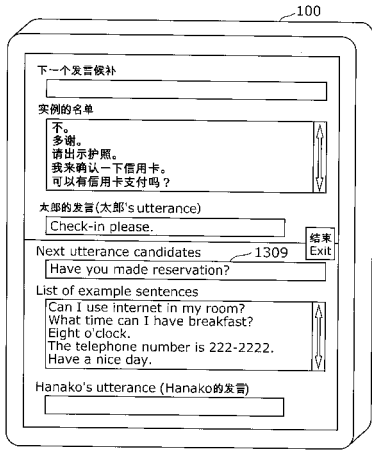 100
下一个发言候补
实例的名单
不。
多谢。
请出示护照。
我来确认一下信用卡。
可以有信用卡支付吗？
太郎的发言(太郎's utterance)
Check-in please.
结束
Exit
Next utterance candidates
1309
Have you made reservation?
List of example sentences
Can I use internet in my room?
What time can I have breakfast?
Eight o'clock.
The telephone number is 222-2222.
Have a nice day.
Hanako's utterance (Hanako的发言)